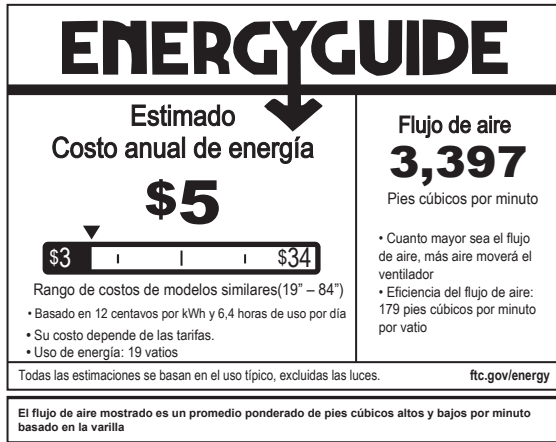 ENERGYGUIDE
Estimado
Costo anual de energía
$5
$3
$34
Rango de costos de modelos similares(19” – 84”)
• Basado en 12 centavos por kWh y 6,4 horas de uso por día
• Su costo depende de las tarifas.
• Uso de energía: 19 vatios
Flujo de aire
3,397
Pies cúbicos por minuto
• Cuanto mayor sea el flujo
de aire, más aire moverá el
ventilador
• Eficiencia del flujo de aire:
179 pies cúbicos por minuto
por vatio
Todas las estimaciones se basan en el uso típico, excluidas las luces.
ftc.gov/energy
El flujo de aire mostrado es un promedio ponderado de pies cúbicos altos y bajos por minuto
basado en la varilla